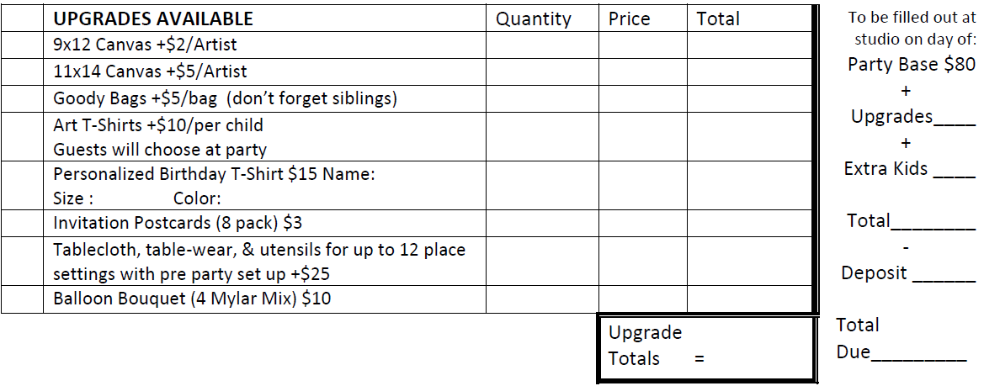 UPGRADES AVAILABLE Quantity Price Total
9x12 Canvas +$2/Artist
11x14 Canvas +$5/Artist
Goody Bags +$5/bag (don’t forget siblings)
Art T-Shirts +$10/per child
Guests will choose at party
Personalized Birthday T-Shirt $15 Name:
Size : Color:
Invitation Postcards (8 pack) $3
Tablecloth, table-wear, & utensils for up to 12 place
settings with pre party set up +$25
Balloon Bouquet (4 Mylar Mix) $10
Upgrade
Totals =
To be filled out at
studio on day of:
Party Base $80
+
Upgrades____
+
Extra Kids ____
Total________
-
Deposit ______
Total
Due_________